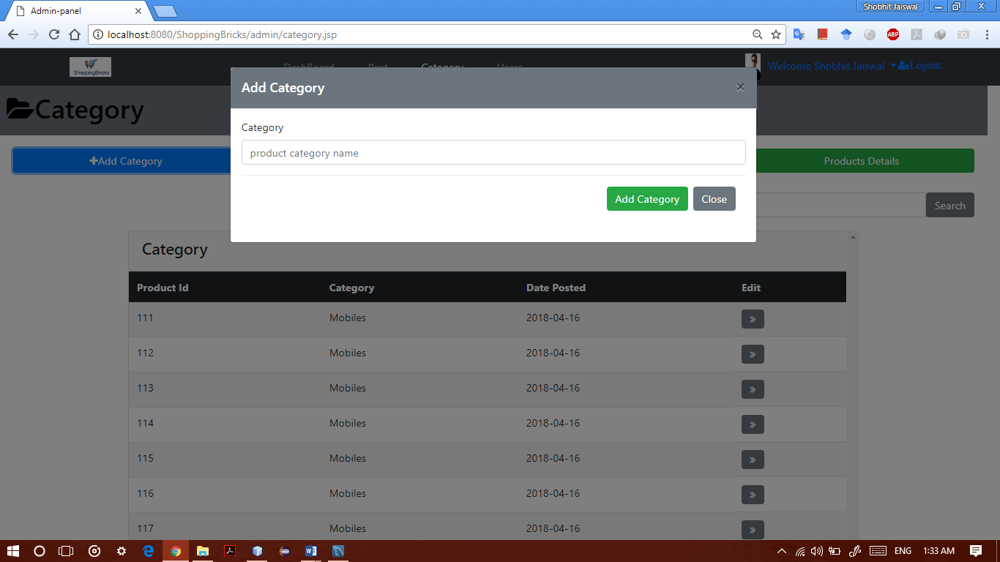 Admin-panel
Shobhit Jaiswal
localhost:8080/ShoppingBricks/admin/category.jsp
ABP
ShoppingBricks
DashBoard Post Category Users
Welcome Shobhit Jaiswal Logout
Category
Add Category
Category
product category name
Add Category Close
Add Category
Products Details
Search
Category
Product Id Category Date Posted Edit
111 Mobiles 2018-04-16
112 Mobiles 2018-04-16
113 Mobiles 2018-04-16
114 Mobiles 2018-04-16
115 Mobiles 2018-04-16
116 Mobiles 2018-04-16
117 Mobiles 2018-04-16
ENG 1:33 AM